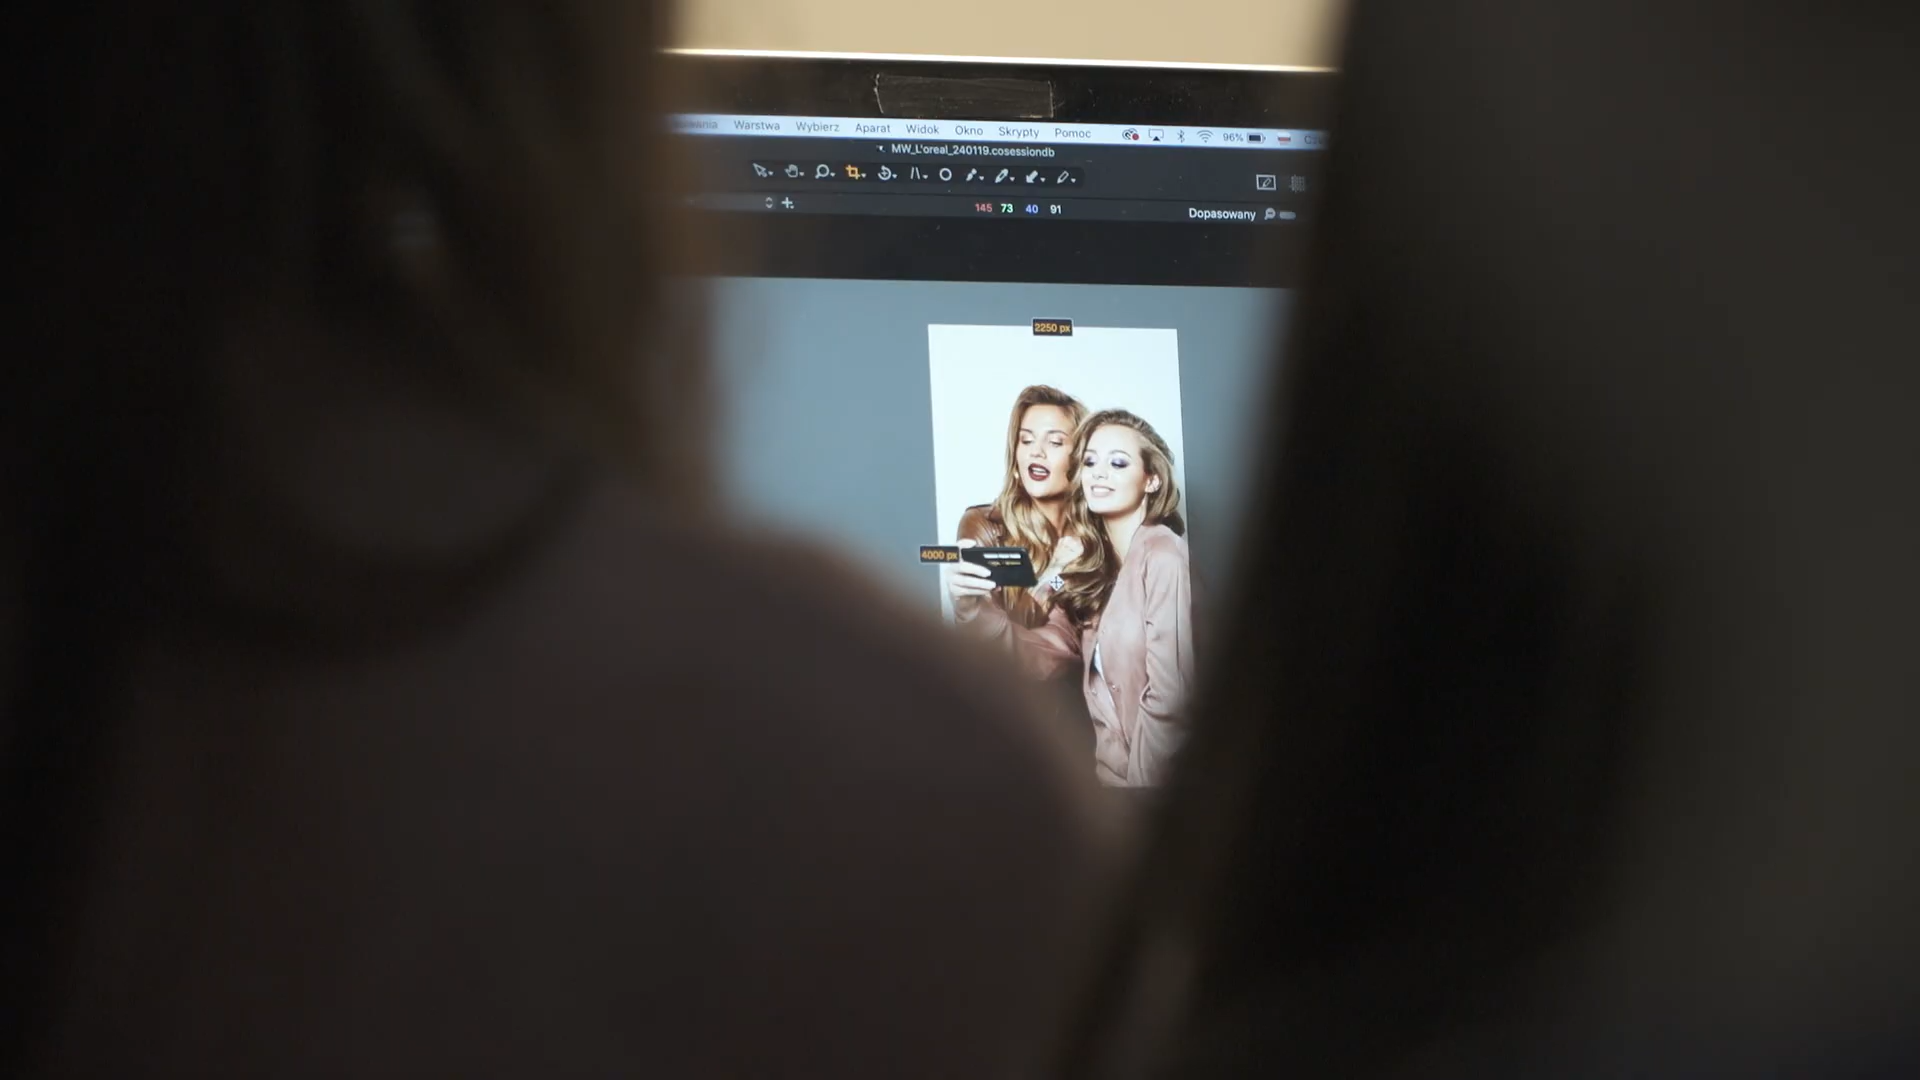 Warstwa Wybierz Aparat Widok Okno Skrypty Pomoc 96%
MW_L'oreal_240119.cosessiondb
145 73 40 91 Dopasowany
2250 px
4000 px